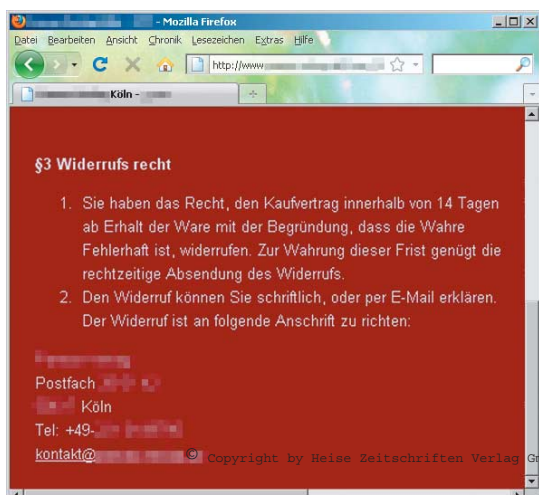 - Mozilla Firefox
Datei Bearbeiten Ansicht Chronik Lesezeichen Extras Hilfe
http://www
Köln -
§3 Widerrufs recht
1. Sie haben das Recht, den Kaufvertrag innerhalb von 14 Tagen
ab Erhalt der Ware mit der Begründung, dass die Wahre
Fehlerhaft ist, widerrufen. Zur Wahrung dieser Frist genügt die
rechtzeitige Absendung des Widerrufs.
2. Den Widerruf können Sie schriftlich, oder per E-Mail erklären.
Der Widerruf ist an folgende Anschrift zu richten:
Postfach
Köln
Tel: +49-
kontakt@
© Copyright by Heise Zeitschriften Verlag Gm